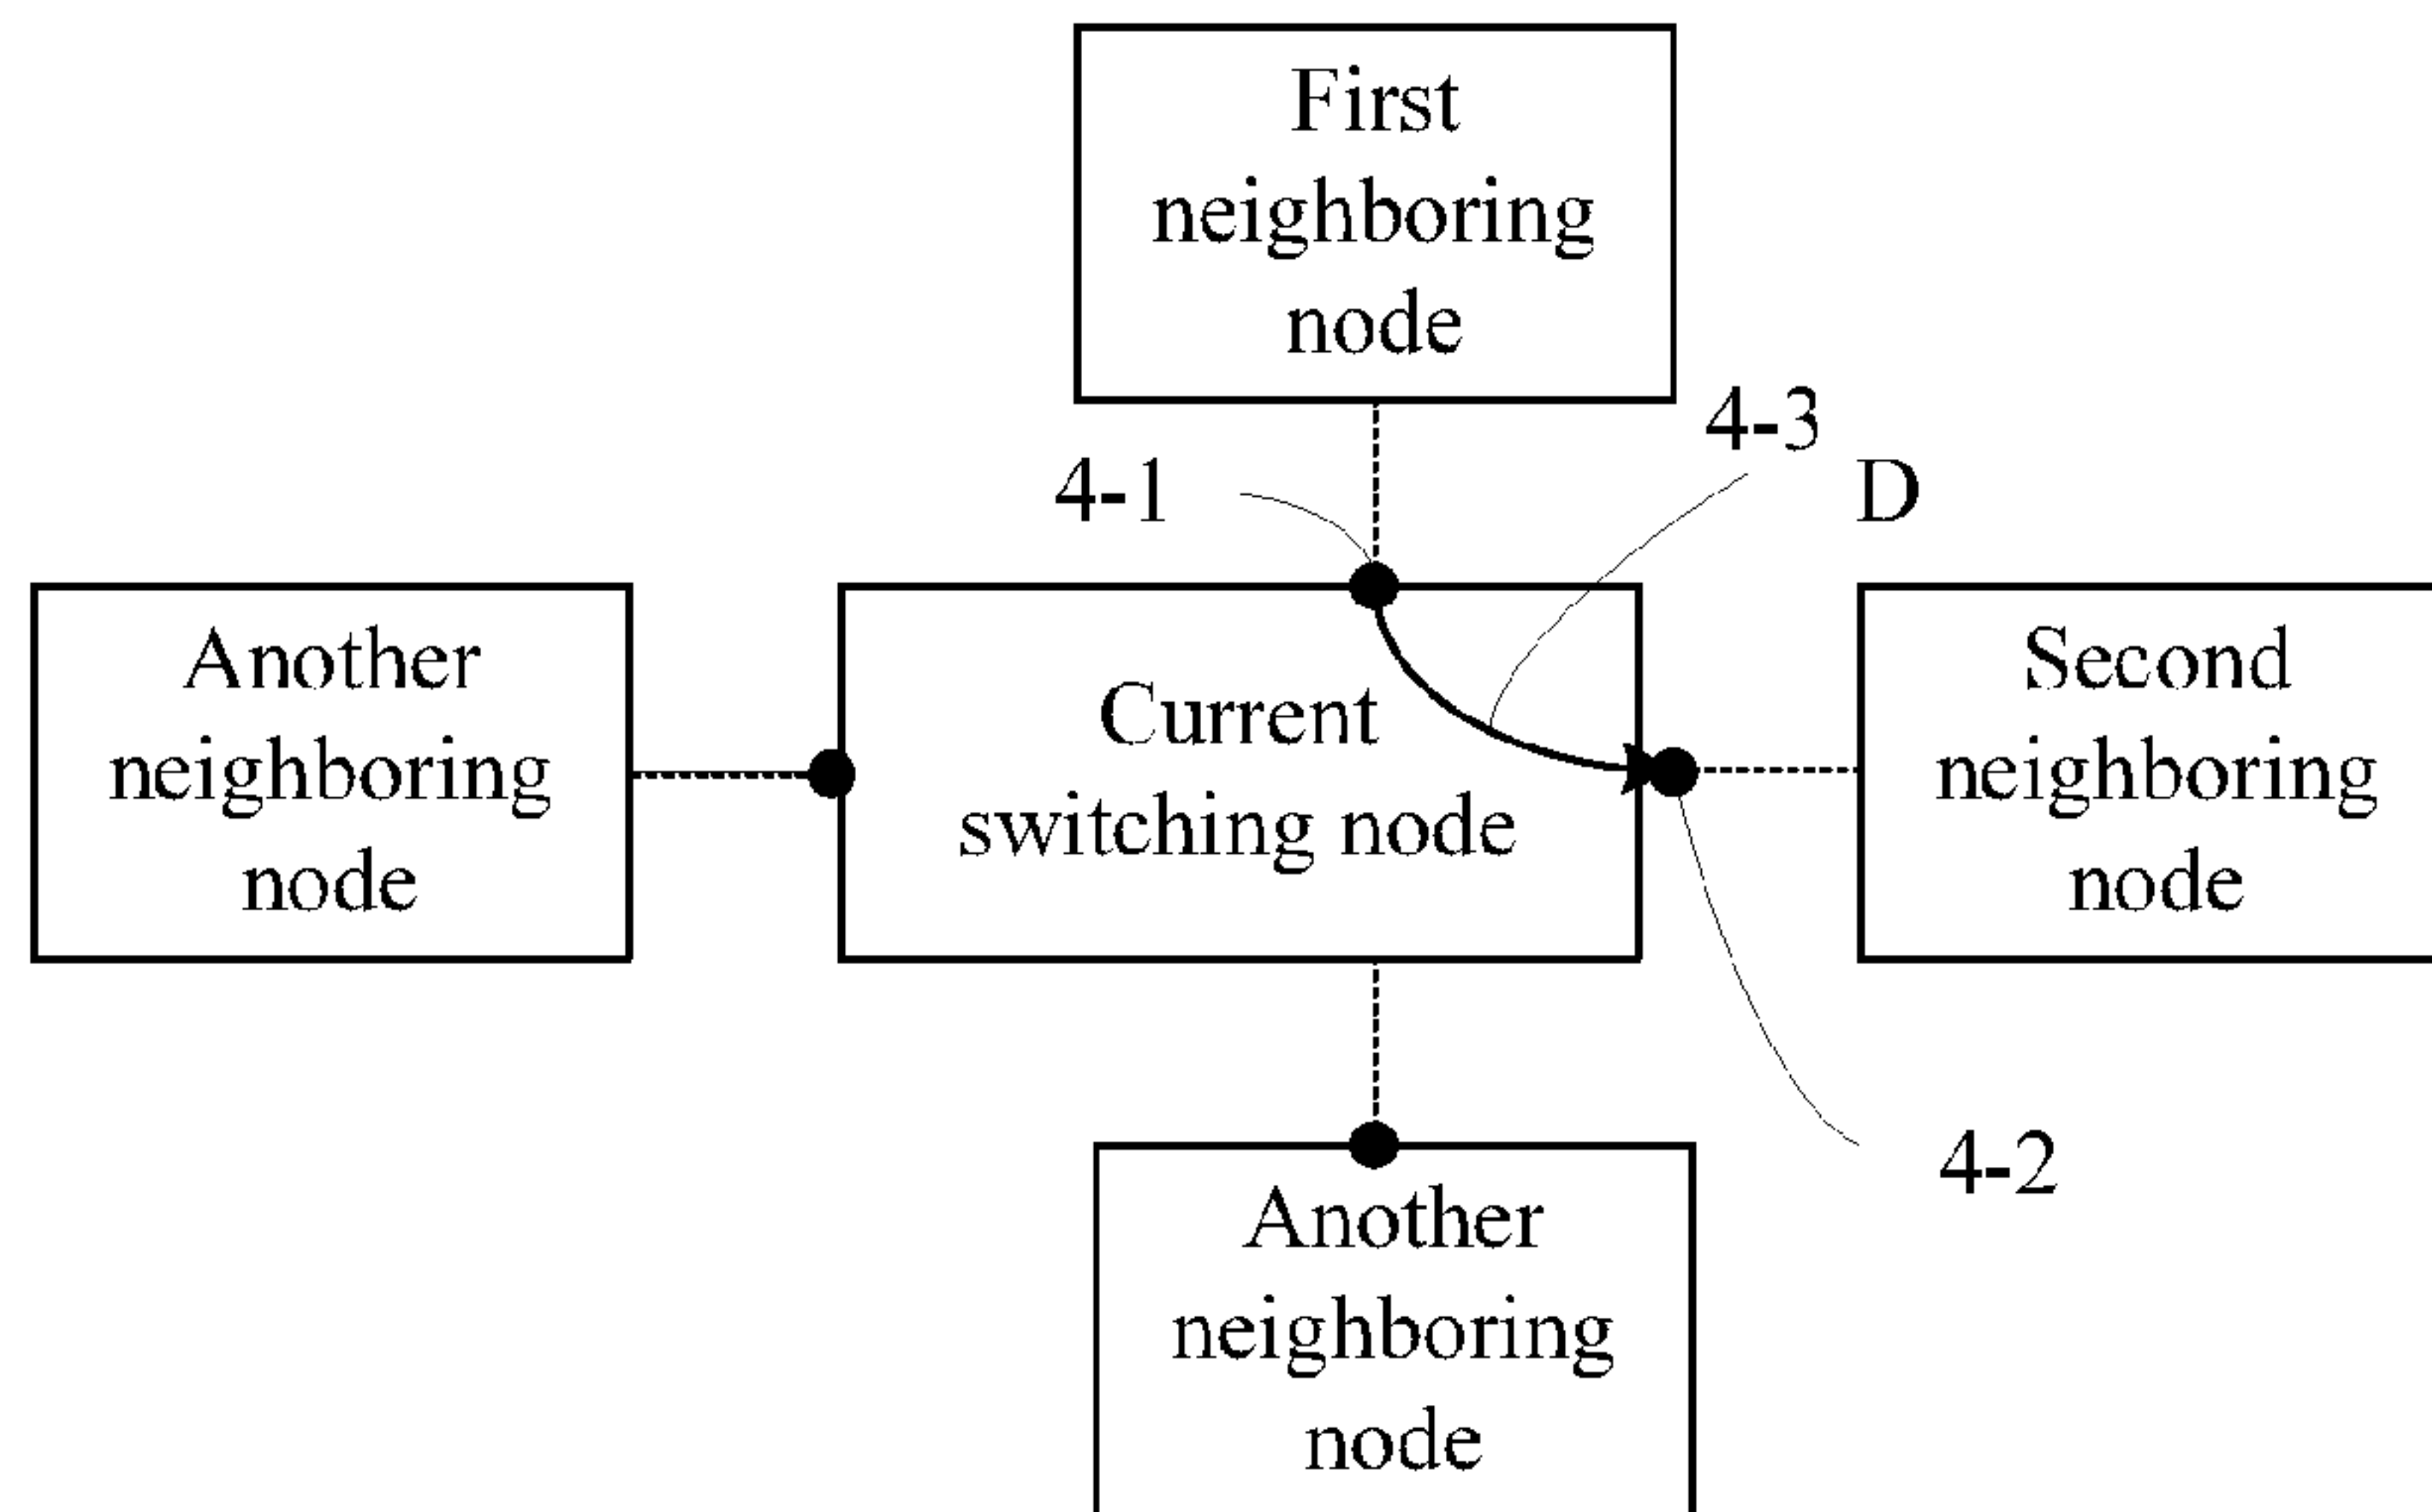 First
neighboring
node
4-3
4-1
D
Another
neighboring
node
Current
switching node
Second
neighboring
node
4-2
Another
neighboring
node